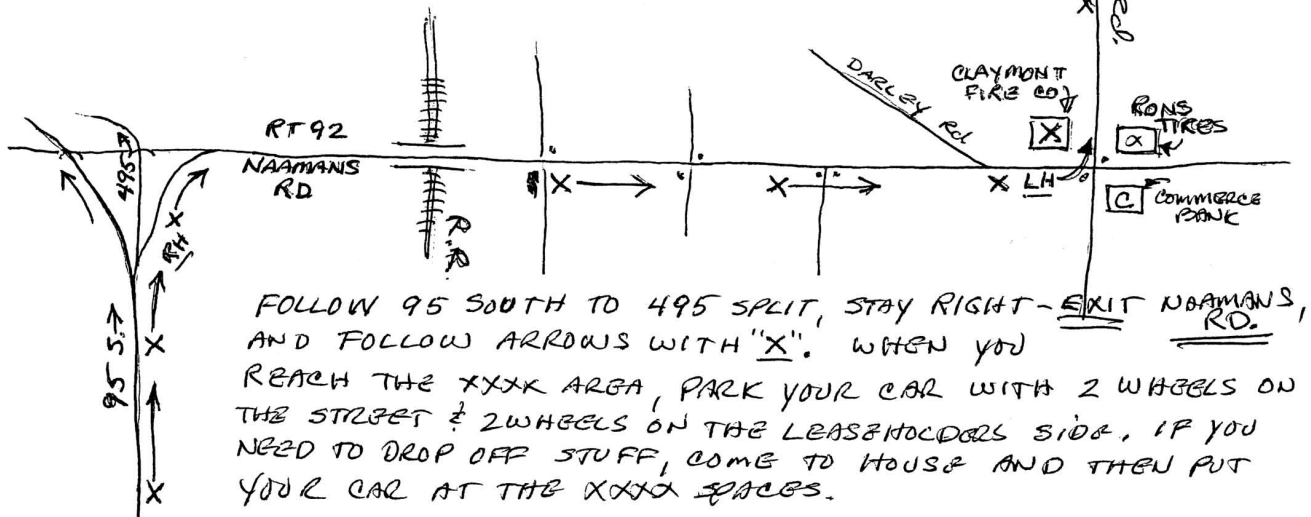 Rd.
X
CLAYMONT
FIRE CO
X
RONS
TIRES
α
DARLEY Rd
RT 92
NAAMANS
RD
495→
R.R.
X
X
X
LH
C
COMMERCE
BANK
X
RH
X
95 S.→
X
FOLLOW 95 SOUTH TO 495 SPLIT, STAY RIGHT - EXIT NAAMANS,
RD.
AND FOLLOW ARROWS WITH "X". WHEN YOU
REACH THE XXXX AREA, PARK YOUR CAR WITH 2 WHEELS ON
THE STREET & 2 WHEELS ON THE LEASEHOLDERS SIDE. IF YOU
NEED TO DROP OFF STUFF, COME TO HOUSE AND THEN PUT
YOUR CAR AT THE XXXX SPACES.